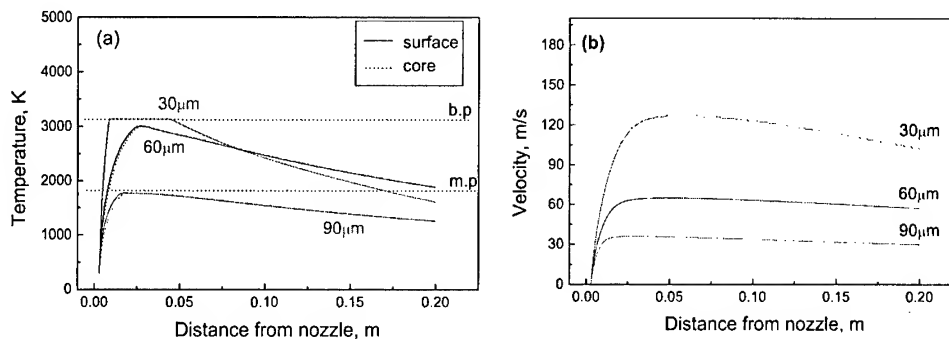 (a)
surface
core
5000
4000
3000
2000
1000
0
Temperature, K
30μm
60μm
90μm
b.p
m.p
0.00 0.05 0.10 0.15 0.20
Distance from nozzle, m
(b)
180
150
120
90
60
30
0
Velocity, m/s
30μm
60μm
90μm
0.00 0.05 0.10 0.15 0.20
Distance from nozzle, m